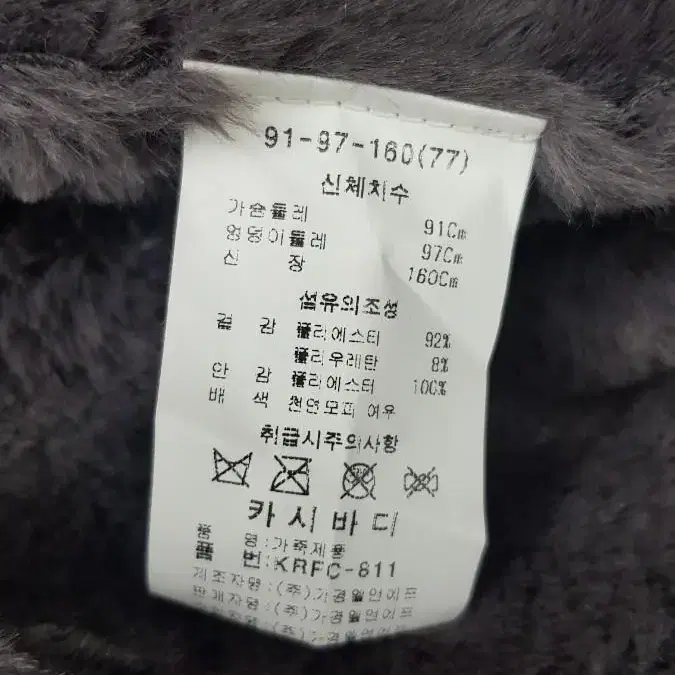 91-97-160(77)
신체치수
가슴둘레 91Cm
엉덩이둘레 97Cm
신 장 160Cm
섬유의조성
겉 감 폴리에스터 92%
폴리우레탄 8%
안 감 폴리에스터 100%
배 색 천연모피 여우
취급시주의사항
카시바디
품 명:가죽제품
품 번:KRFC-811
제조자명:(주)가경월언에프
판매자명:(주)가경월언에프